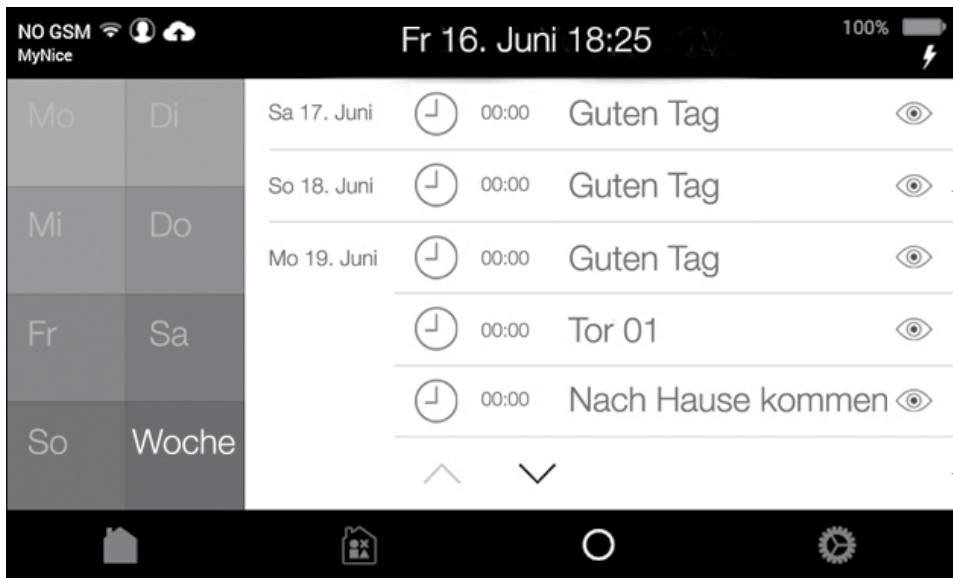 NO GSM
MyNice
Fr 16. Juni 18:25
100%
Mo Di
Mi Do
Fr Sa
So Woche
Sa 17. Juni 00:00 Guten Tag
So 18. Juni 00:00 Guten Tag
Mo 19. Juni 00:00 Guten Tag
00:00 Tor 01
00:00 Nach Hause kommen